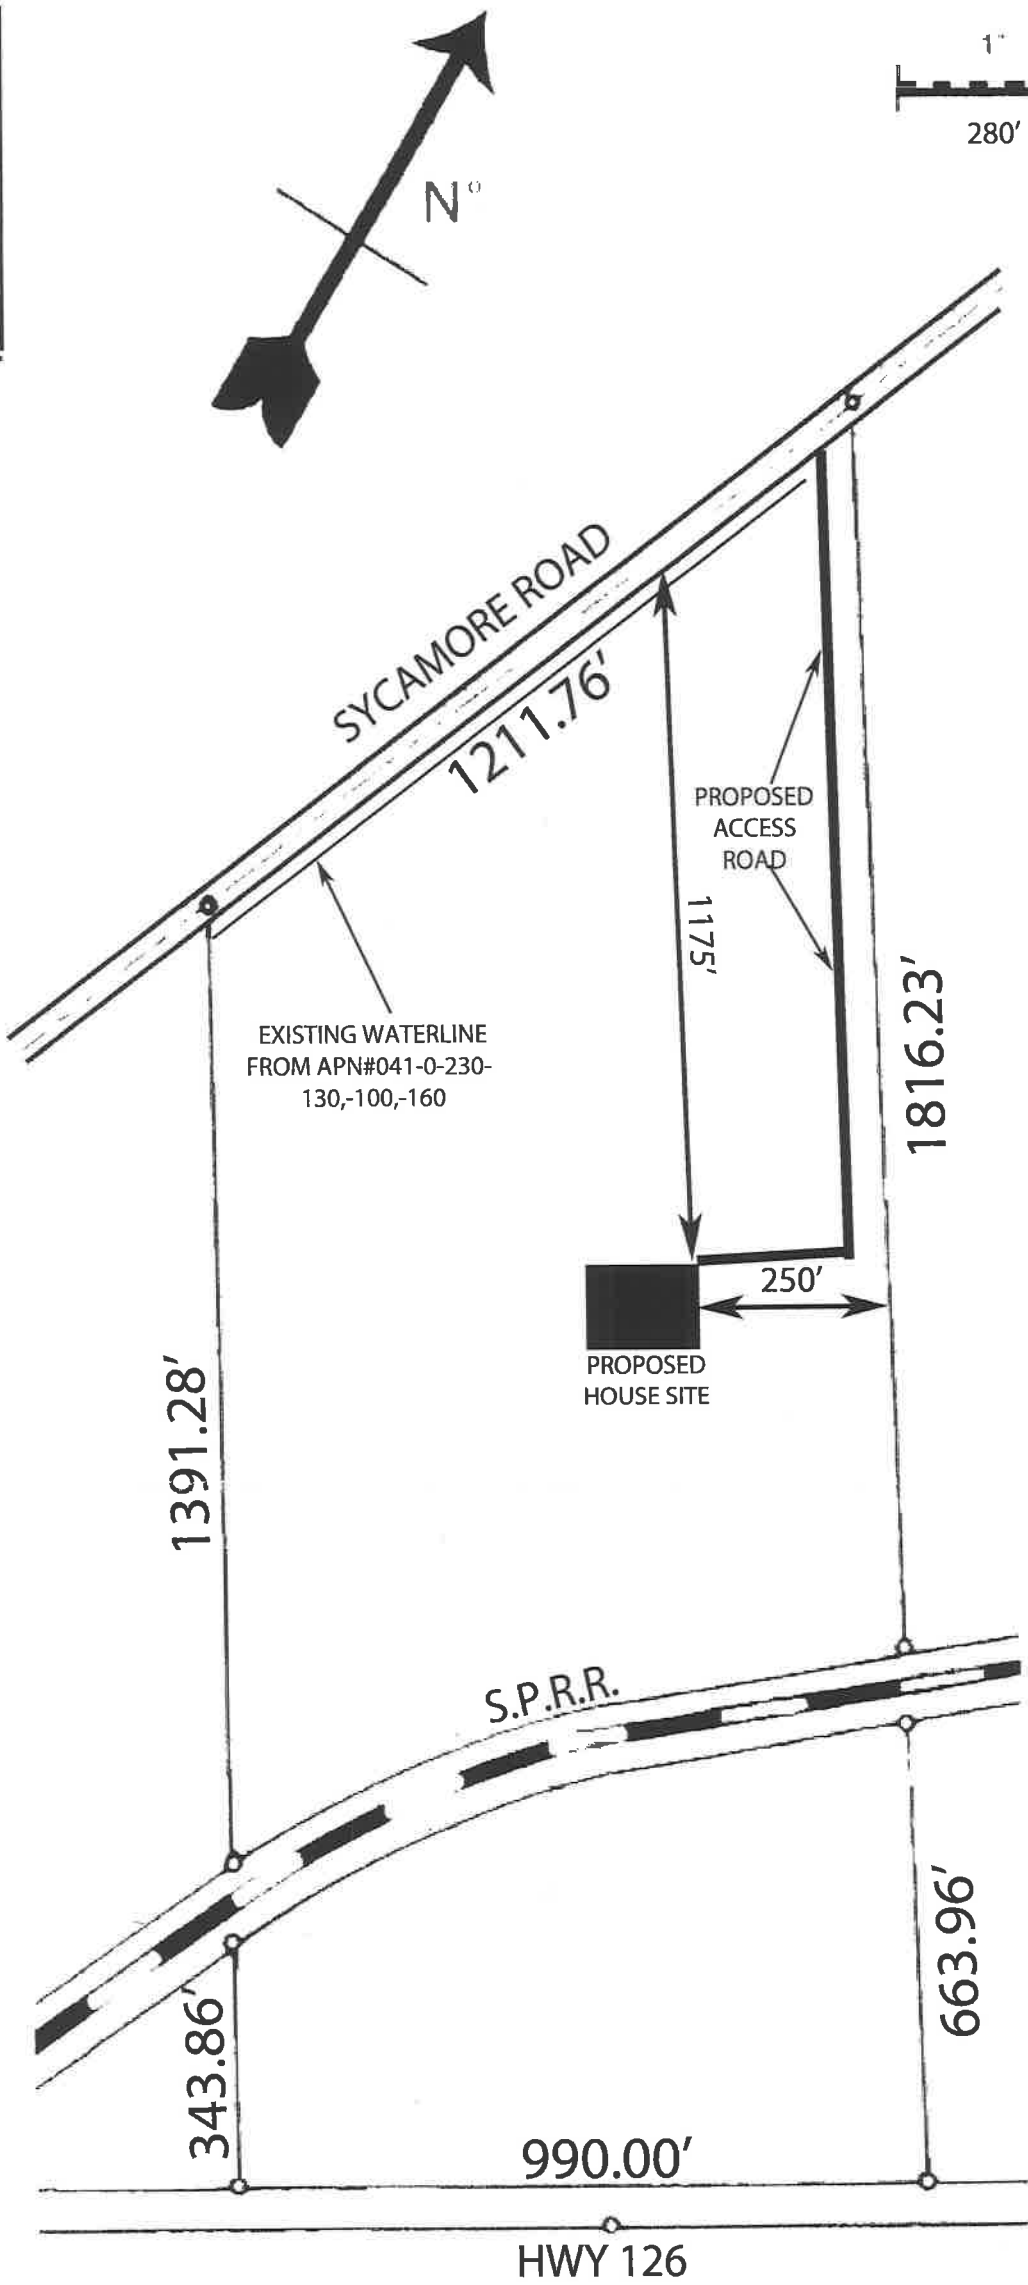 1"
280'
N°
SYCAMORE ROAD
1211.76'
PROPOSED
ACCESS
ROAD
1175'
1816.23'
EXISTING WATERLINE
FROM APN#041-0-230-
130,-100,-160
250'
PROPOSED
HOUSE SITE
1391.28'
S.P.R.R.
663.96'
343.86'
990.00'
HWY 126